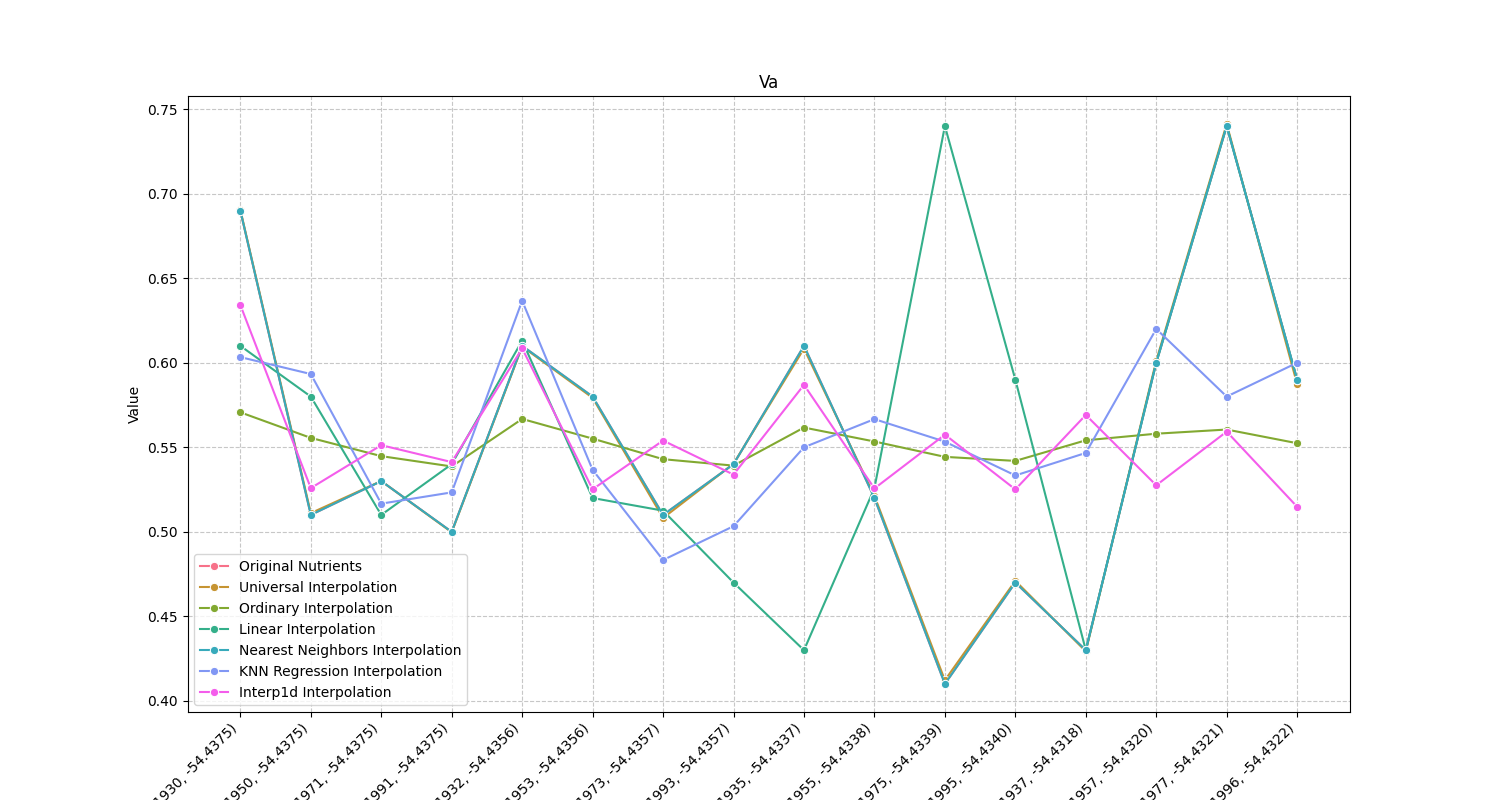 Va
0.75
0.70
0.65
0.60
0.55
0.50
0.45
0.40
Value
Original Nutrients
Universal Interpolation
Ordinary Interpolation
Linear Interpolation
Nearest Neighbors Interpolation
KNN Regression Interpolation
Interp1d Interpolation
1930, -54.4375)
1950, -54.4375)
1971, -54.4375)
1991, -54.4375)
1932, -54.4356)
1953, -54.4356)
1973, -54.4357)
1993, -54.4357)
1935, -54.4337)
1955, -54.4338)
1975, -54.4339)
1995, -54.4340)
1937, -54.4318)
1957, -54.4320)
1977, -54.4321)
1996, -54.4322)